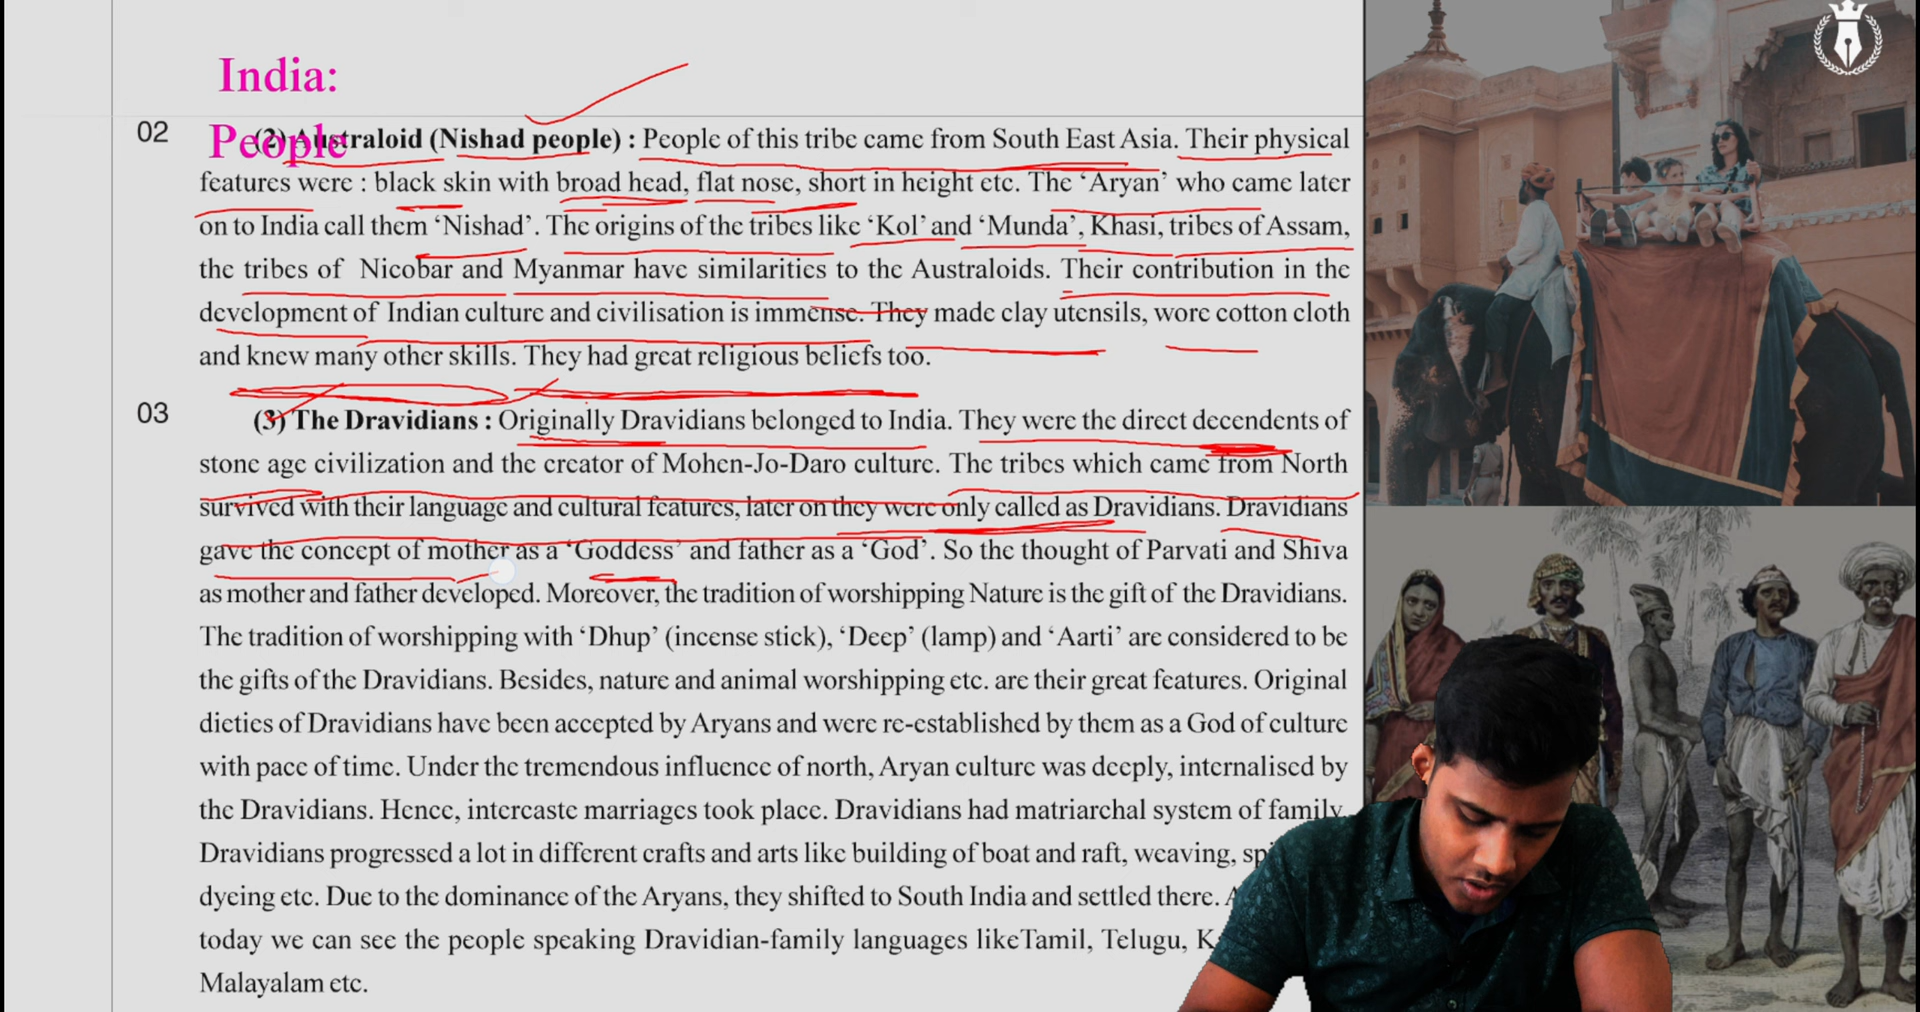 India:
People
02
(2) Australoid (Nishad people) : People of this tribe came from South East Asia. Their physical
features were : black skin with broad head, flat nose, short in height etc. The ‘Aryan’ who came later
on to India call them ‘Nishad’. The origins of the tribes like ‘Kol’ and ‘Munda’, Khasi, tribes of Assam,
the tribes of Nicobar and Myanmar have similarities to the Australoids. Their contribution in the
development of Indian culture and civilisation is immense. They made clay utensils, wore cotton cloth
and knew many other skills. They had great religious beliefs too.
03
(3) The Dravidians : Originally Dravidians belonged to India. They were the direct decendents of
stone age civilization and the creator of Mohen-Jo-Daro culture. The tribes which came from North
survived with their language and cultural features, later on they were only called as Dravidians. Dravidians
gave the concept of mother as a ‘Goddess’ and father as a ‘God’. So the thought of Parvati and Shiva
as mother and father developed. Moreover, the tradition of worshipping Nature is the gift of the Dravidians.
The tradition of worshipping with ‘Dhup’ (incense stick), ‘Deep’ (lamp) and ‘Aarti’ are considered to be
the gifts of the Dravidians. Besides, nature and animal worshipping etc. are their great features. Original
dieties of Dravidians have been accepted by Aryans and were re-established by them as a God of culture
with pace of time. Under the tremendous influence of north, Aryan culture was deeply, internalised by
the Dravidians. Hence, intercaste marriages took place. Dravidians had matriarchal system of family.
Dravidians progressed a lot in different crafts and arts like building of boat and raft, weaving,
dyeing etc. Due to the dominance of the Aryans, they shifted to South India and settled there.
today we can see the people speaking Dravidian-family languages likeTamil, Telugu,
Malayalam etc.